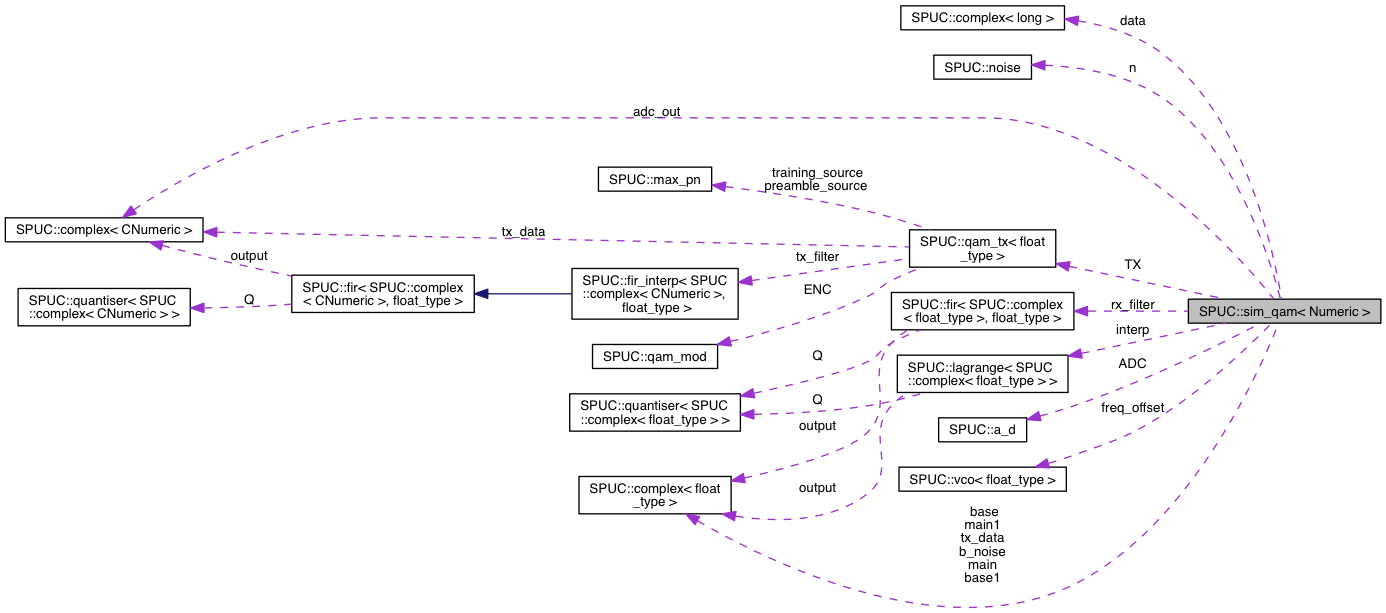 SPUC::complex< long >
data
SPUC::noise
n
adc_out
SPUC::max_pn
training_source
preamble_source
SPUC::complex< CNumeric >
tx_data
SPUC::qam_tx< float
_type >
output
tx_filter
TX
SPUC::quantiser< SPUC
::complex< CNumeric > >
Q
SPUC::fir< SPUC::complex
< CNumeric >, float_type >
SPUC::fir_interp< SPUC
::complex< CNumeric >,
float_type >
ENC
SPUC::fir< SPUC::complex
< float_type >, float_type >
rx_filter
SPUC::sim_qam< Numeric >
interp
SPUC::qam_mod
Q
SPUC::lagrange< SPUC
::complex< float_type > >
ADC
SPUC::quantiser< SPUC
::complex< float_type > >
Q
freq_offset
output
SPUC::a_d
SPUC::complex< float
_type >
output
SPUC::vco< float_type >
base
main1
tx_data
b_noise
main
base1